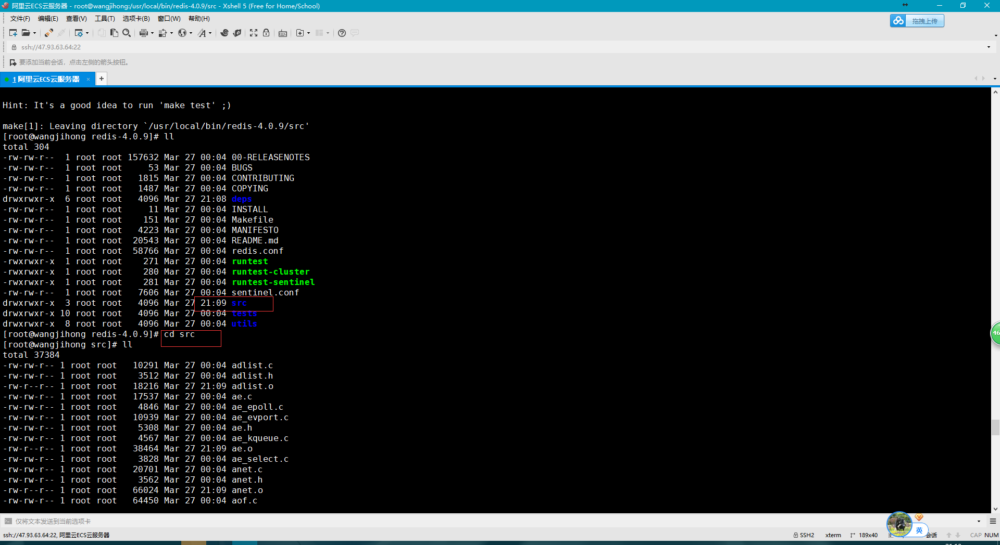 阿里云ECS云服务器 - root@wangjihong:/usr/local/bin/redis-4.0.9/src - Xshell 5 (Free for Home/School)
文件(F) 编辑(E) 查看(V) 工具(T) 选项卡(B) 窗口(W) 帮助(H)
拖拽上传
ssh://47.93.63.64:22
要添加当前会话，点击左侧的箭头按钮。
1 阿里云ECS云服务器 × +
Hint: It's a good idea to run 'make test' ;)
make[1]: Leaving directory `/usr/local/bin/redis-4.0.9/src'
[root@wangjihong redis-4.0.9]# ll
total 304
-rw-rw-r--  1 root root 157632 Mar 27 00:04 00-RELEASENOTES
-rw-rw-r--  1 root root     53 Mar 27 00:04 BUGS
-rw-rw-r--  1 root root   1815 Mar 27 00:04 CONTRIBUTING
-rw-rw-r--  1 root root   1487 Mar 27 00:04 COPYING
drwxrwxr-x  6 root root   4096 Mar 27 21:08 deps
-rw-rw-r--  1 root root     11 Mar 27 00:04 INSTALL
-rw-rw-r--  1 root root    151 Mar 27 00:04 Makefile
-rw-rw-r--  1 root root   4223 Mar 27 00:04 MANIFESTO
-rw-rw-r--  1 root root  20543 Mar 27 00:04 README.md
-rw-rw-r--  1 root root  58766 Mar 27 00:04 redis.conf
-rwxrwxr-x  1 root root    271 Mar 27 00:04 runtest
-rwxrwxr-x  1 root root    280 Mar 27 00:04 runtest-cluster
-rwxrwxr-x  1 root root    281 Mar 27 00:04 runtest-sentinel
-rw-rw-r--  1 root root   7606 Mar 27 00:04 sentinel.conf
drwxrwxr-x  3 root root   4096 Mar 27 21:09 src
drwxrwxr-x 10 root root   4096 Mar 27 00:04 tests
drwxrwxr-x  8 root root   4096 Mar 27 00:04 utils
[root@wangjihong redis-4.0.9]# cd src
[root@wangjihong src]# ll
total 37384
-rw-rw-r-- 1 root root   10291 Mar 27 00:04 adlist.c
-rw-rw-r-- 1 root root    3512 Mar 27 00:04 adlist.h
-rw-r--r-- 1 root root   18216 Mar 27 21:09 adlist.o
-rw-rw-r-- 1 root root   17537 Mar 27 00:04 ae.c
-rw-rw-r-- 1 root root    4846 Mar 27 00:04 ae_epoll.c
-rw-rw-r-- 1 root root   10939 Mar 27 00:04 ae_evport.c
-rw-rw-r-- 1 root root    5308 Mar 27 00:04 ae.h
-rw-rw-r-- 1 root root    4567 Mar 27 00:04 ae_kqueue.c
-rw-r--r-- 1 root root   38464 Mar 27 21:09 ae.o
-rw-rw-r-- 1 root root    3828 Mar 27 00:04 ae_select.c
-rw-rw-r-- 1 root root   20701 Mar 27 00:04 anet.c
-rw-rw-r-- 1 root root    3562 Mar 27 00:04 anet.h
-rw-r--r-- 1 root root   66024 Mar 27 21:09 anet.o
-rw-rw-r-- 1 root root   64450 Mar 27 00:04 aof.c
46
仅将文本发送到当前选项卡
英
ssh://47.93.63.64:22, 阿里云ECS云服务器 SSH2 xterm 189x40 会话 CAP NUM